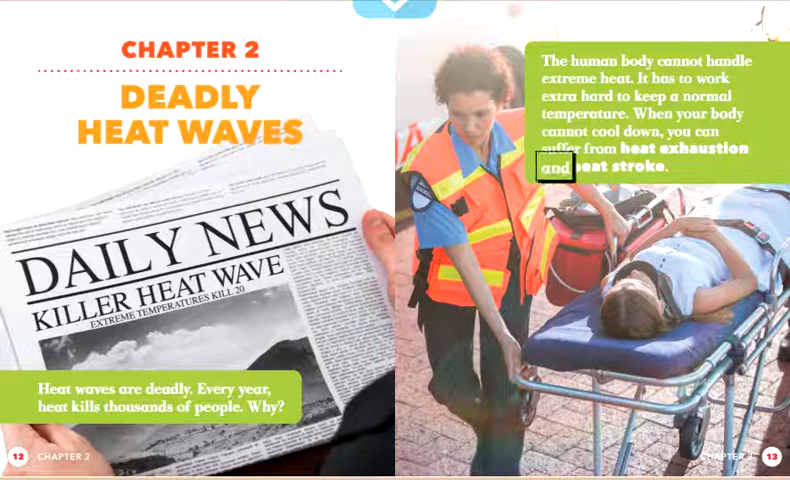 CHAPTER 2
DEADLY
HEAT WAVES
DAILY NEWS
KILLER HEAT WAVE
EXTREME TEMPERATURES KILL 20
Heat waves are deadly. Every year,
heat kills thousands of people. Why?
12 CHAPTER 2
The human body cannot handle
extreme heat. It has to work
extra hard to keep a normal
temperature. When your body
cannot cool down, you can
suffer from heat exhaustion
and eat stroke.
CHAPTER 2 13